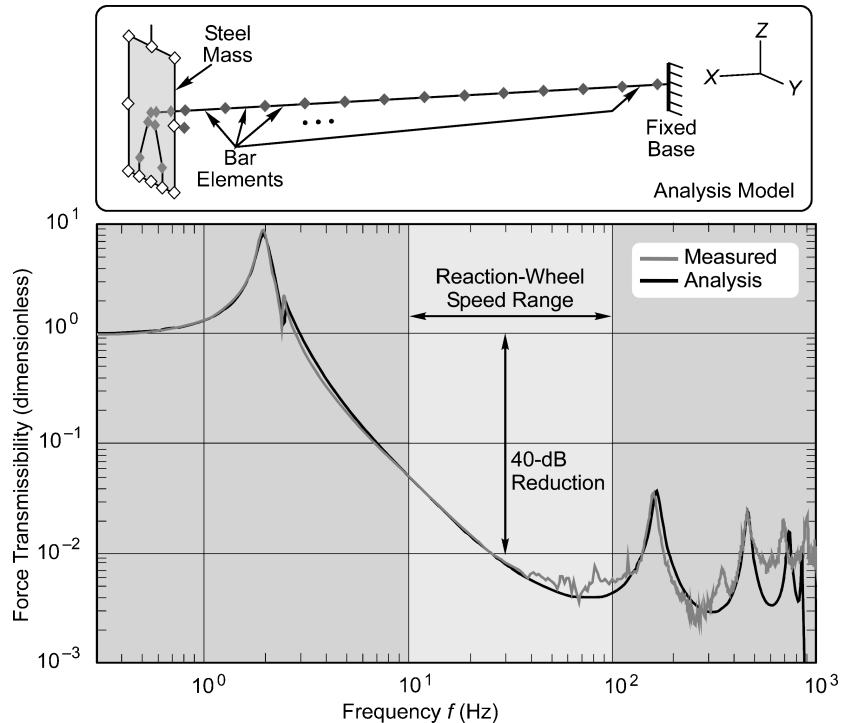 Steel
Mass
Z
X
Y
• • •
Bar
Elements
Fixed
Base
Analysis Model
10^1
10^0
10^−1
10^−2
10^−3
Force Transmissibility (dimensionless)
Reaction-Wheel
Speed Range
40-dB
Reduction
Measured
Analysis
10^0
10^1
10^2
10^3
Frequency f (Hz)